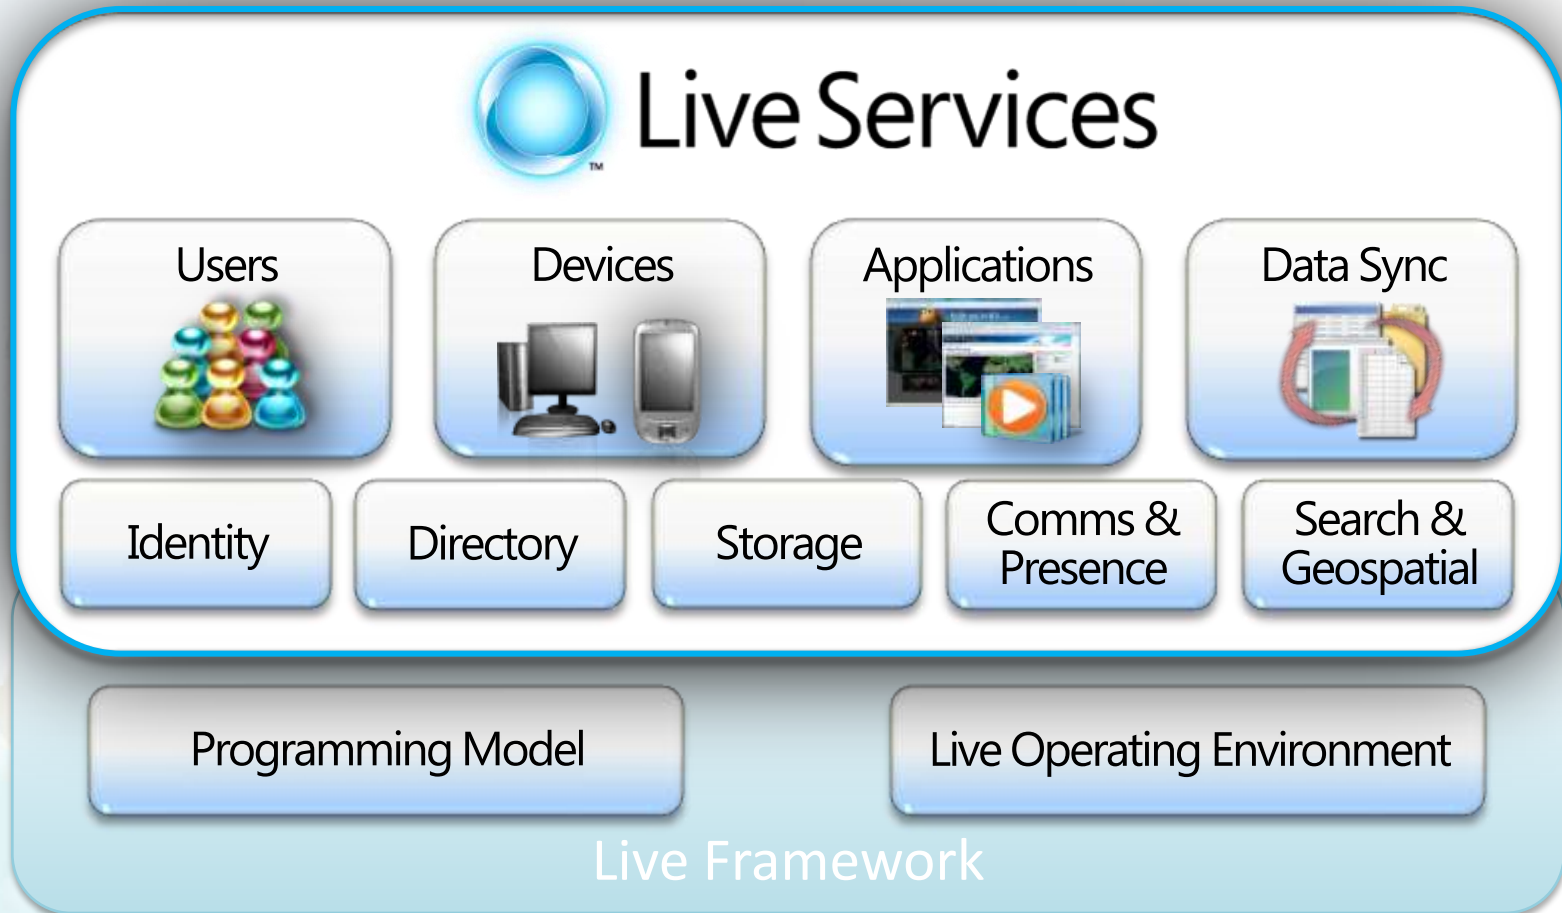 Live Services
TM
Users
Devices
Applications
Data Sync
Identity
Directory
Storage
Comms &
Presence
Search &
Geospatial
Programming Model
Live Operating Environment
Live Framework